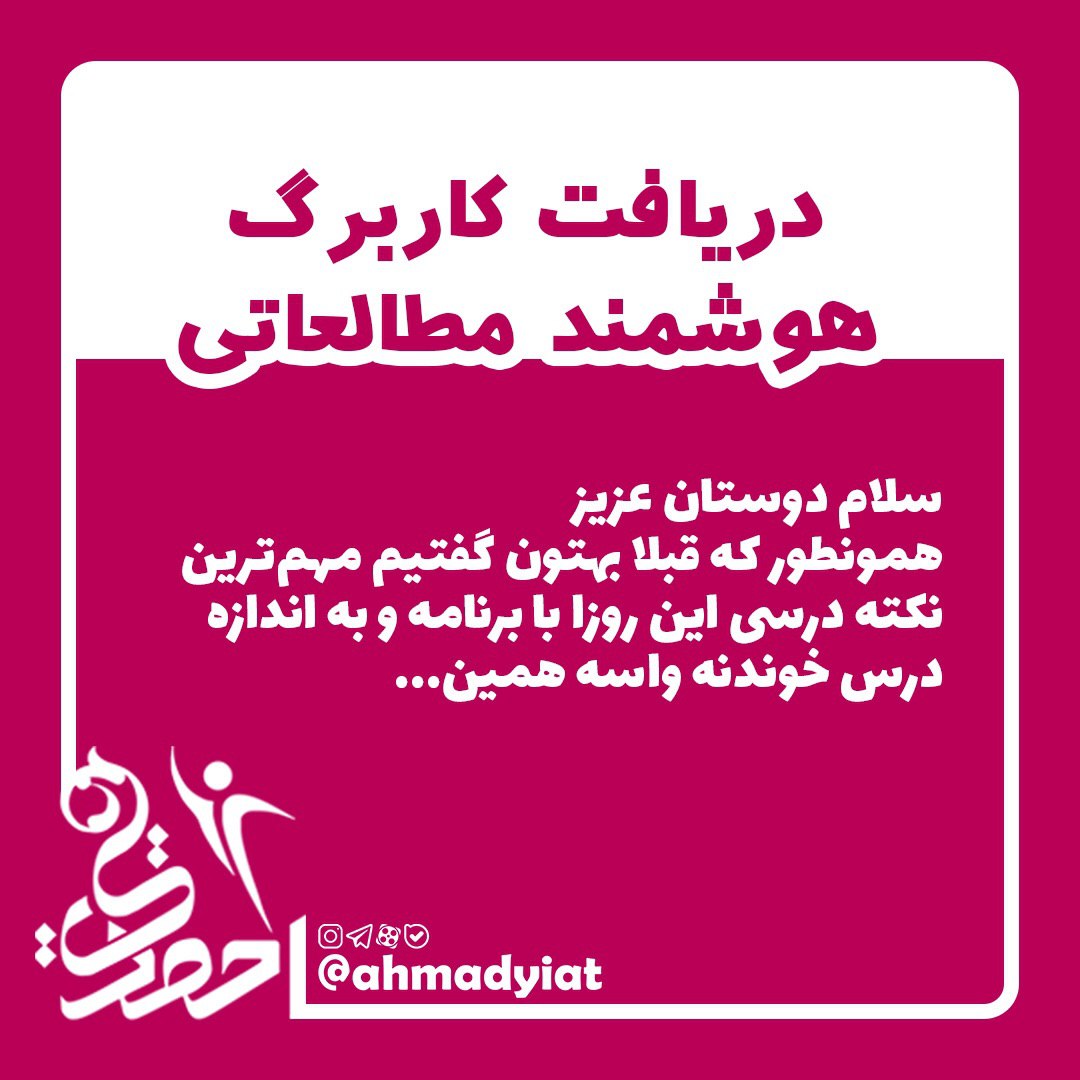 دریافت کاربرگ
هوشمند مطالعاتی
سلام دوستان عزیز
همونطور که قبلا بهتون گفتیم مهم‌ترین
نکته درسی این روزا با برنامه و به اندازه
درس خوندنه واسه همین...
@ahmadyiat